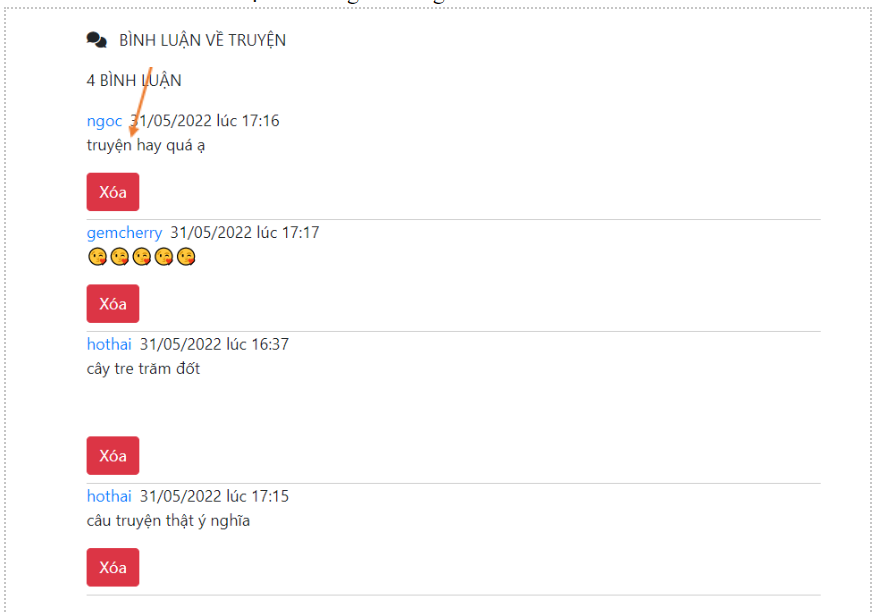 BÌNH LUẬN VỀ TRUYỆN
4 BÌNH LUẬN
ngoc 31/05/2022 lúc 17:16
truyện hay quá ạ
Xóa
gemcherry 31/05/2022 lúc 17:17
😘😘😘😘😘
Xóa
hothai 31/05/2022 lúc 16:37
cây tre trăm đốt
Xóa
hothai 31/05/2022 lúc 17:15
câu truyện thật ý nghĩa
Xóa